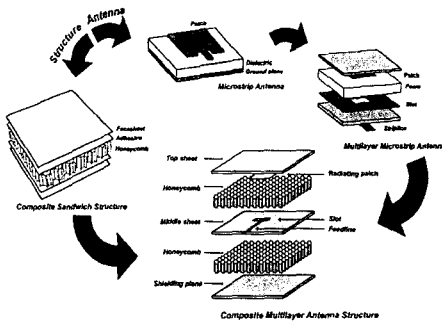 Structure Antenna
Patch
Dielectric
Ground plane
Microstrip Antenna
Patch
Foam
Slot
Stripline
Multilayer Microstrip Antenna
Facesheet
Adhesive
Honeycomb
Composite Sandwich Structure
Top sheet
Radiating patch
Honeycomb
Middle sheet
Slot
Feedline
Honeycomb
Shielding plane
Composite Multilayer Antenna Structure